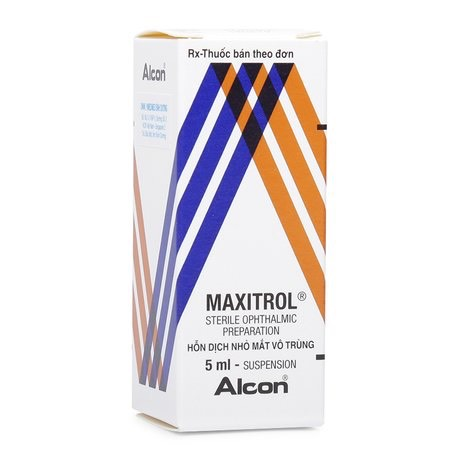 Rx-Thuốc bán theo đơn
Alcon
MAXITROL®
STERILE OPHTHALMIC
PREPARATION
HỖN DỊCH NHỎ MẮT VÔ TRÙNG
5 ml - SUSPENSION
Alcon®